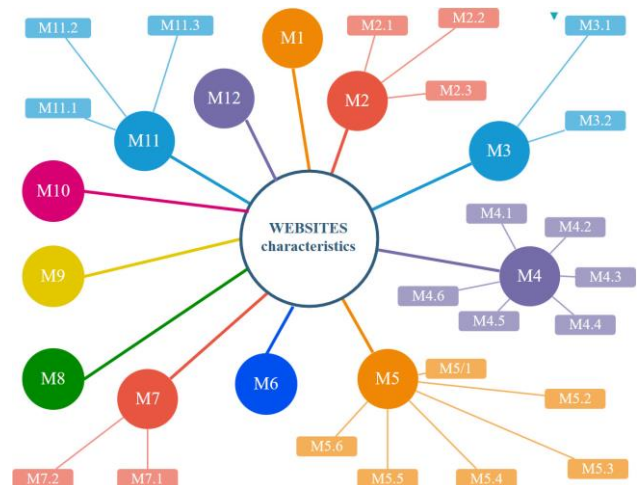 M11.2
M11.3
M1
M2.1
M2.2
M3.1
M12
M2
M2.3
M11.1
M11
M3
M3.2
M10
WEBSITES
characteristics
M4.1
M4.2
M9
M4
M4.3
M4.6
M4.5
M4.4
M8
M7
M6
M5
M5/1
M5.2
M5.6
M5.3
M7.2
M7.1
M5.5
M5.4